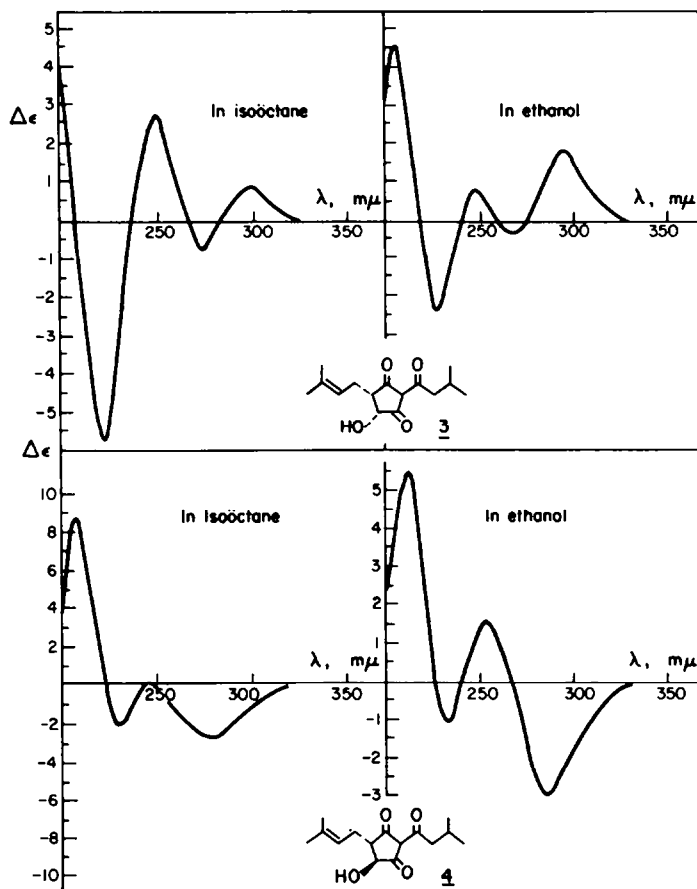 5
4
3
2
1
-1
-2
-3
-4
-5
Δε
In isoöctane
λ, mμ
250
300
350
In ethanol
λ, mμ
250
300
350
O
O
HO
O
3
Δε
10
8
6
4
2
-2
-4
-6
-8
-10
In Isoöctane
λ, mμ
250
300
350
5
4
3
2
1
-1
-2
-3
In ethanol
λ, mμ
250
300
350
O
O
HO
O
4